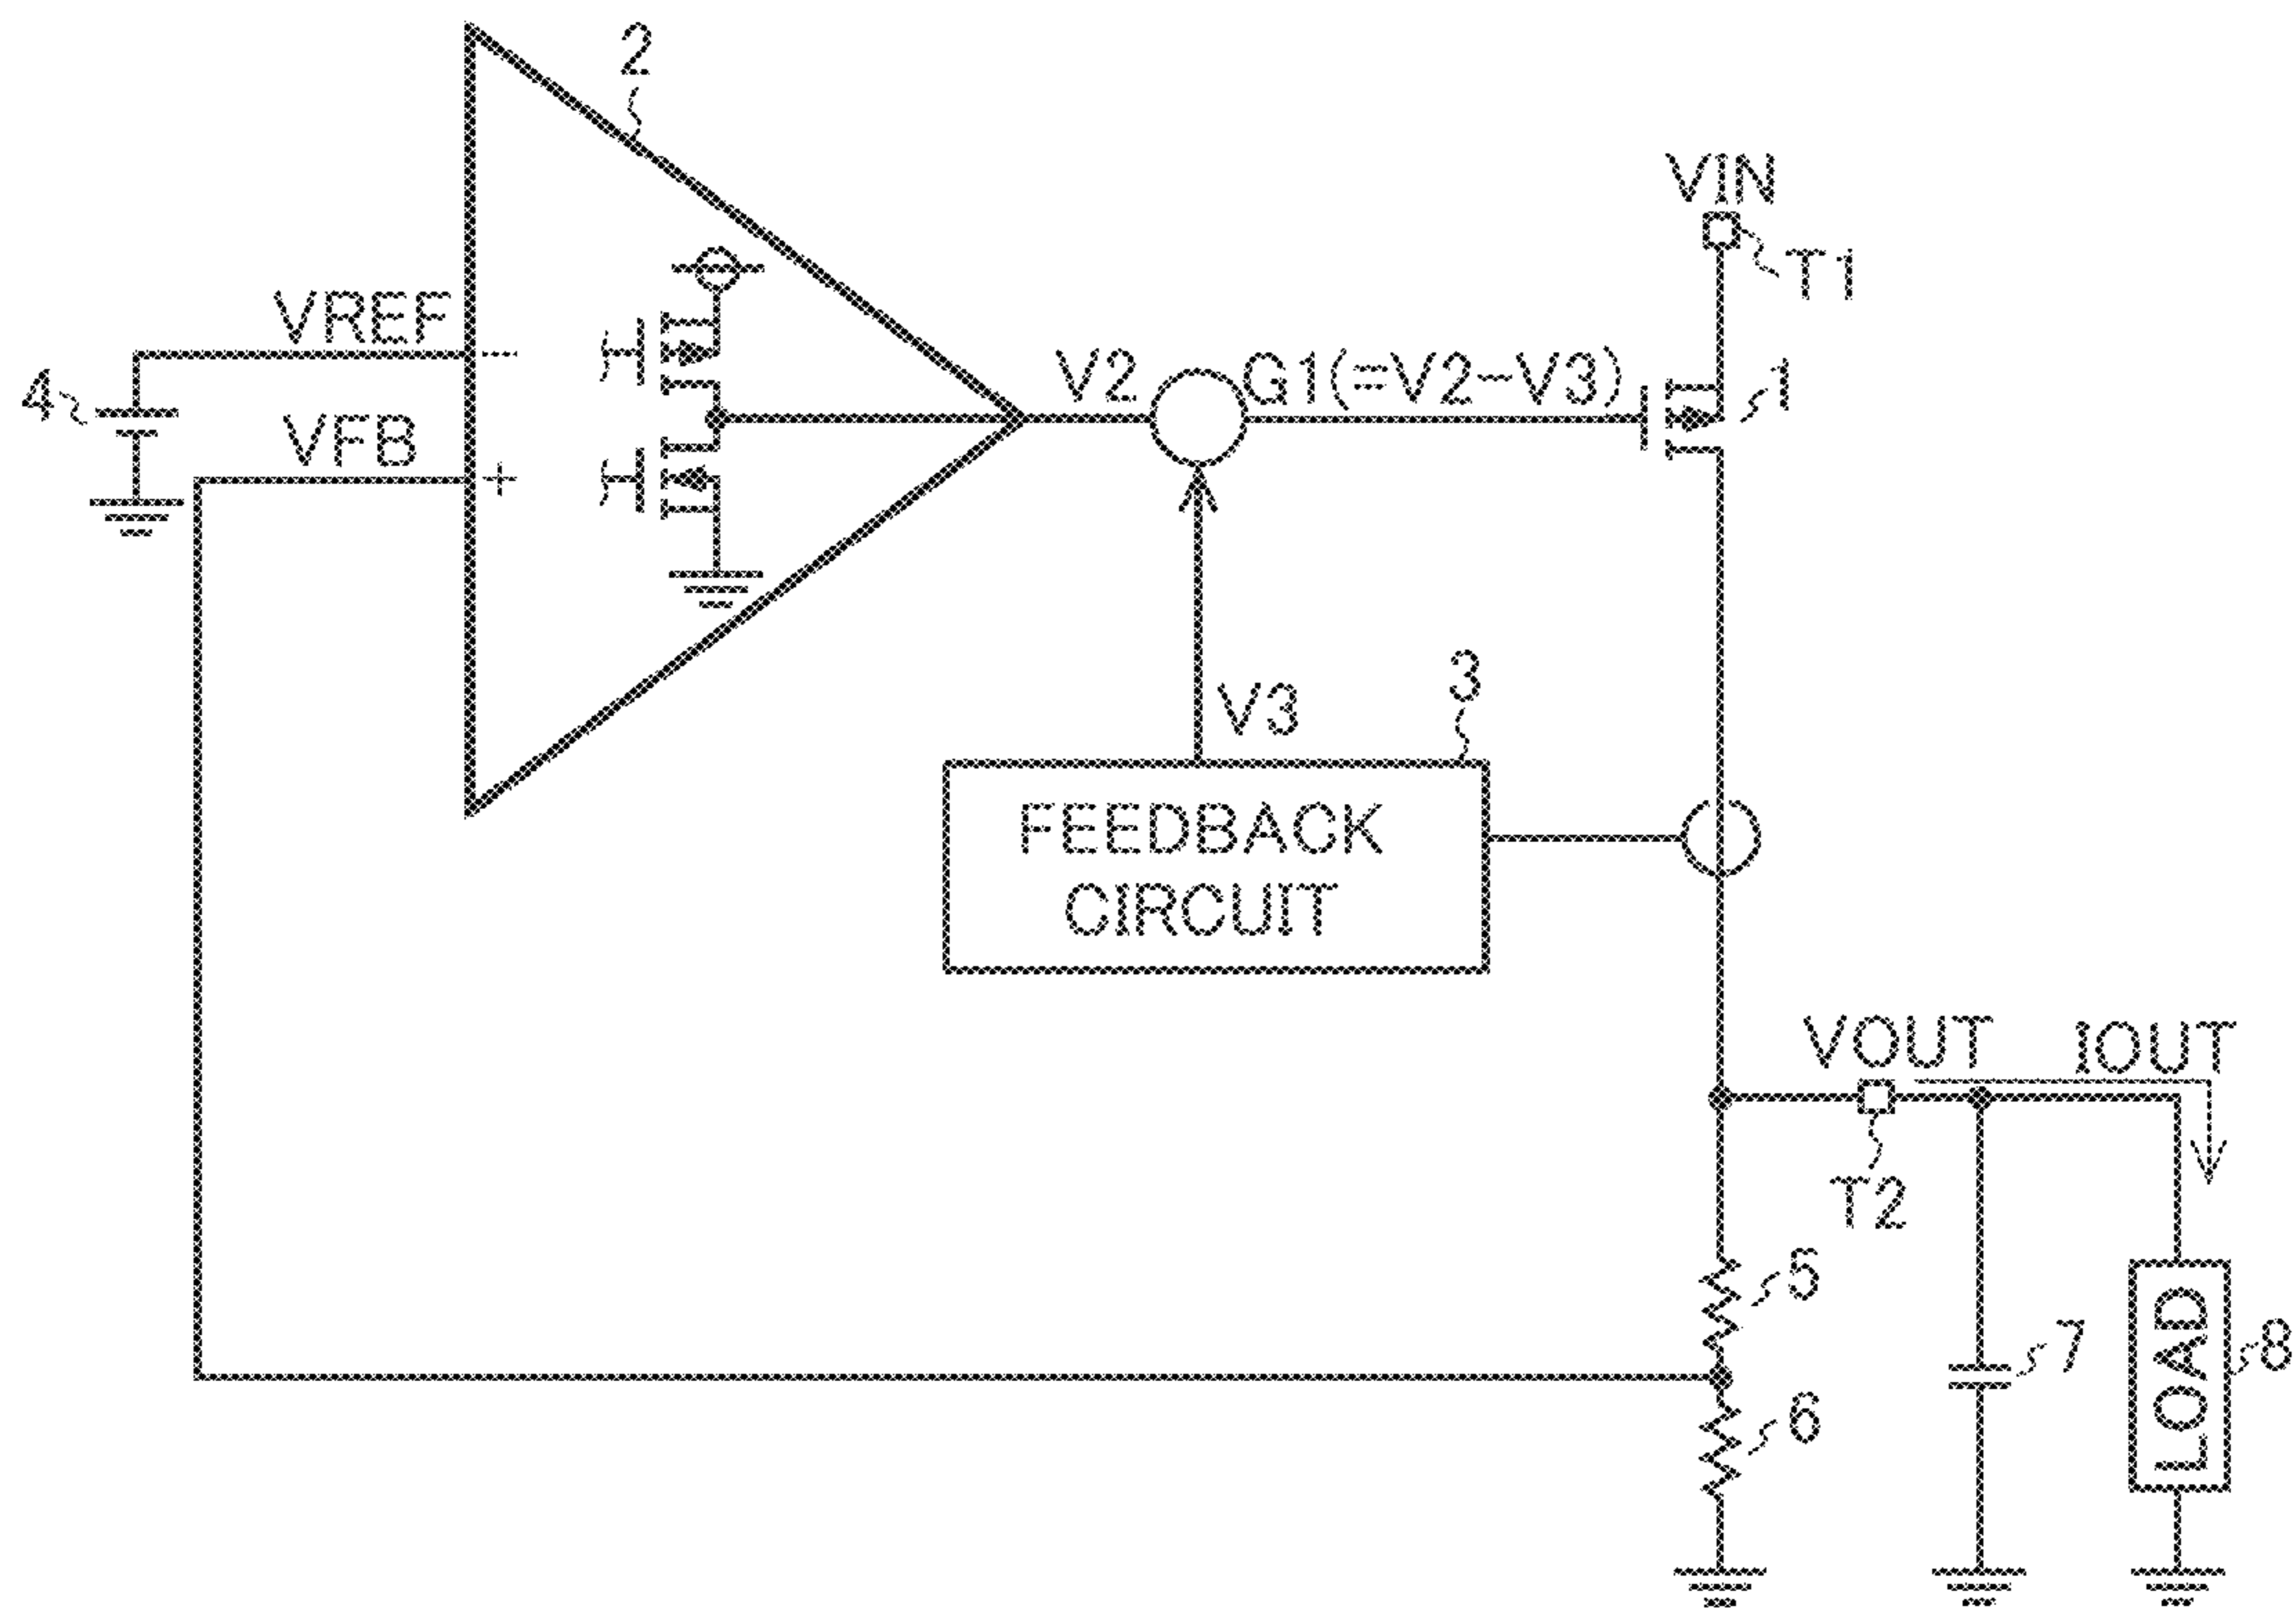 2
VIN
T1
VREF
−
4
V2
G1(=V2−V3)
1
VFB
+
3
V3
FEEDBACK
CIRCUIT
VOUT
IOUT
T2
5
7
LOAD
8
6